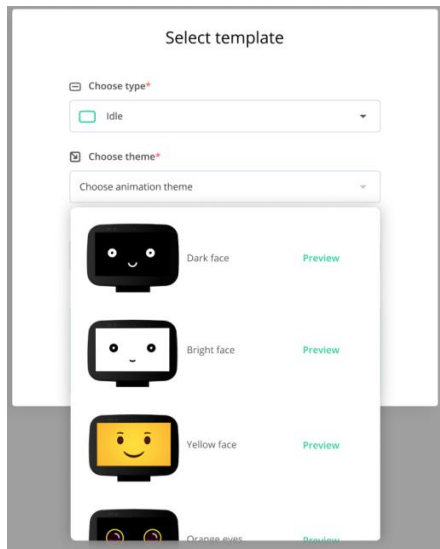 Select template
Choose type*
Idle
Choose theme*
Choose animation theme
Dark face Preview
Bright face Preview
Yellow face Preview
Orange eyes Preview